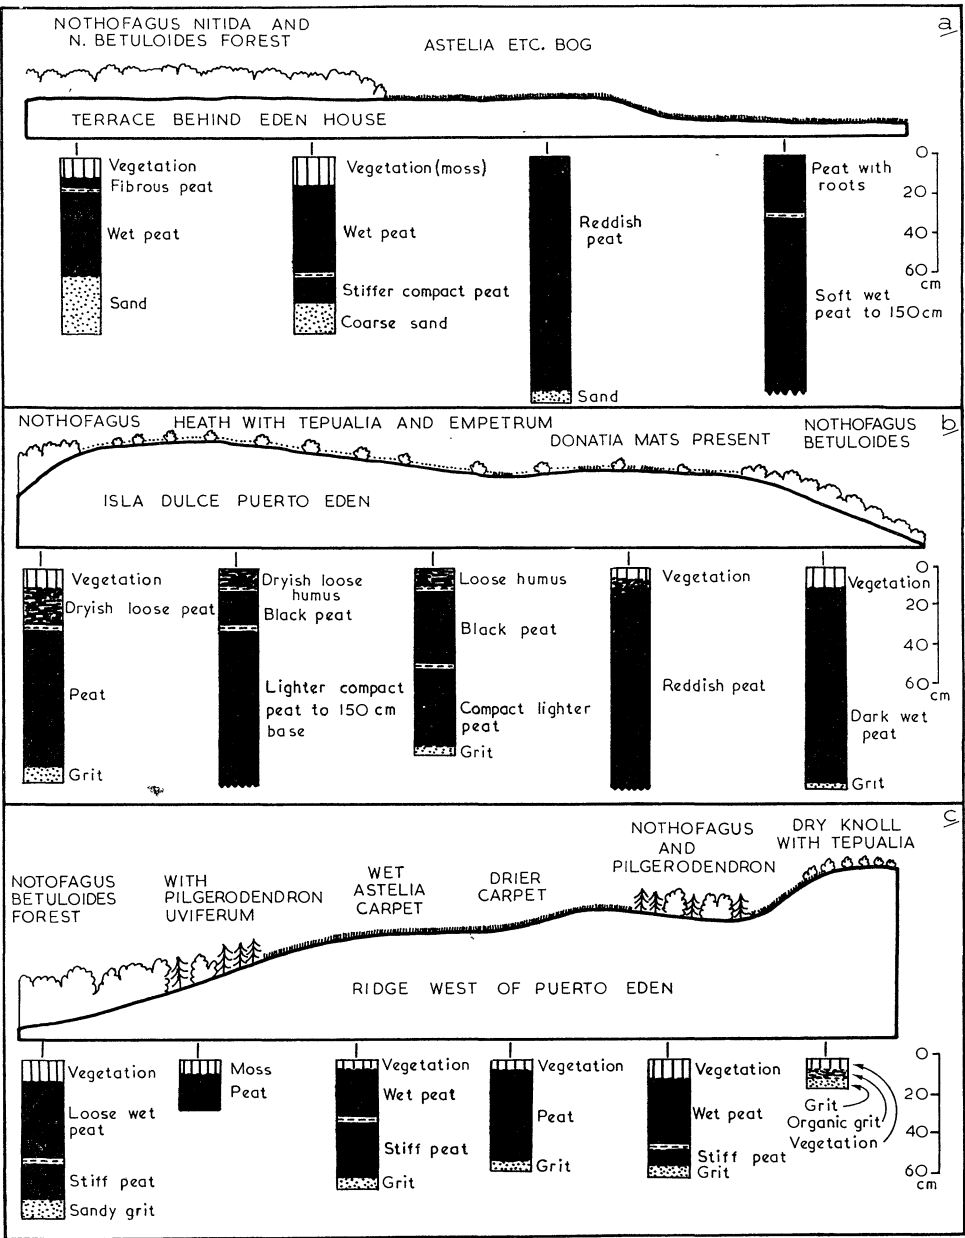 a
NOTHOFAGUS NITIDA AND
N. BETULOIDES FOREST
ASTELIA ETC. BOG
TERRACE BEHIND EDEN HOUSE
Vegetation
Fibrous peat
Wet peat
Sand
Vegetation (moss)
Wet peat
Stiffer compact peat
Coarse sand
Reddish
peat
Sand
Peat with
roots
Soft wet
peat to 150cm
0
20
40
60
cm
b
NOTHOFAGUS
HEATH WITH TEPUALIA AND EMPETRUM
DONATIA MATS PRESENT
NOTHOFAGUS
BETULOIDES
ISLA DULCE PUERTO EDEN
Vegetation
Dryish loose peat
Peat
Grit
Dryish loose
humus
Black peat
Lighter compact
peat to 150 cm
base
Loose humus
Black peat
Compact lighter
peat
Grit
Vegetation
Reddish peat
Vegetation
Dark wet
peat
Grit
0
20
40
60
cm
c
NOTOFAGUS
BETULOIDES
FOREST
WITH
PILGERODENDRON
UVIFERUM
WET
ASTELIA
CARPET
DRIER
CARPET
NOTHOFAGUS
AND
PILGERODENDRON
DRY KNOLL
WITH TEPUALIA
RIDGE WEST OF PUERTO EDEN
Vegetation
Loose wet
peat
Stiff peat
Sandy grit
Moss
Peat
Vegetation
Wet peat
Stiff peat
Grit
Vegetation
Peat
Grit
Vegetation
Wet peat
Stiff peat
Grit
Grit
Organic grit
Vegetation
0
20
40
60
cm